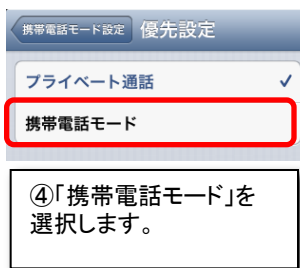 携帯電話モード設定 優先設定
プライベート通話 ✓
携帯電話モード
④「携帯電話モード」を
選択します。